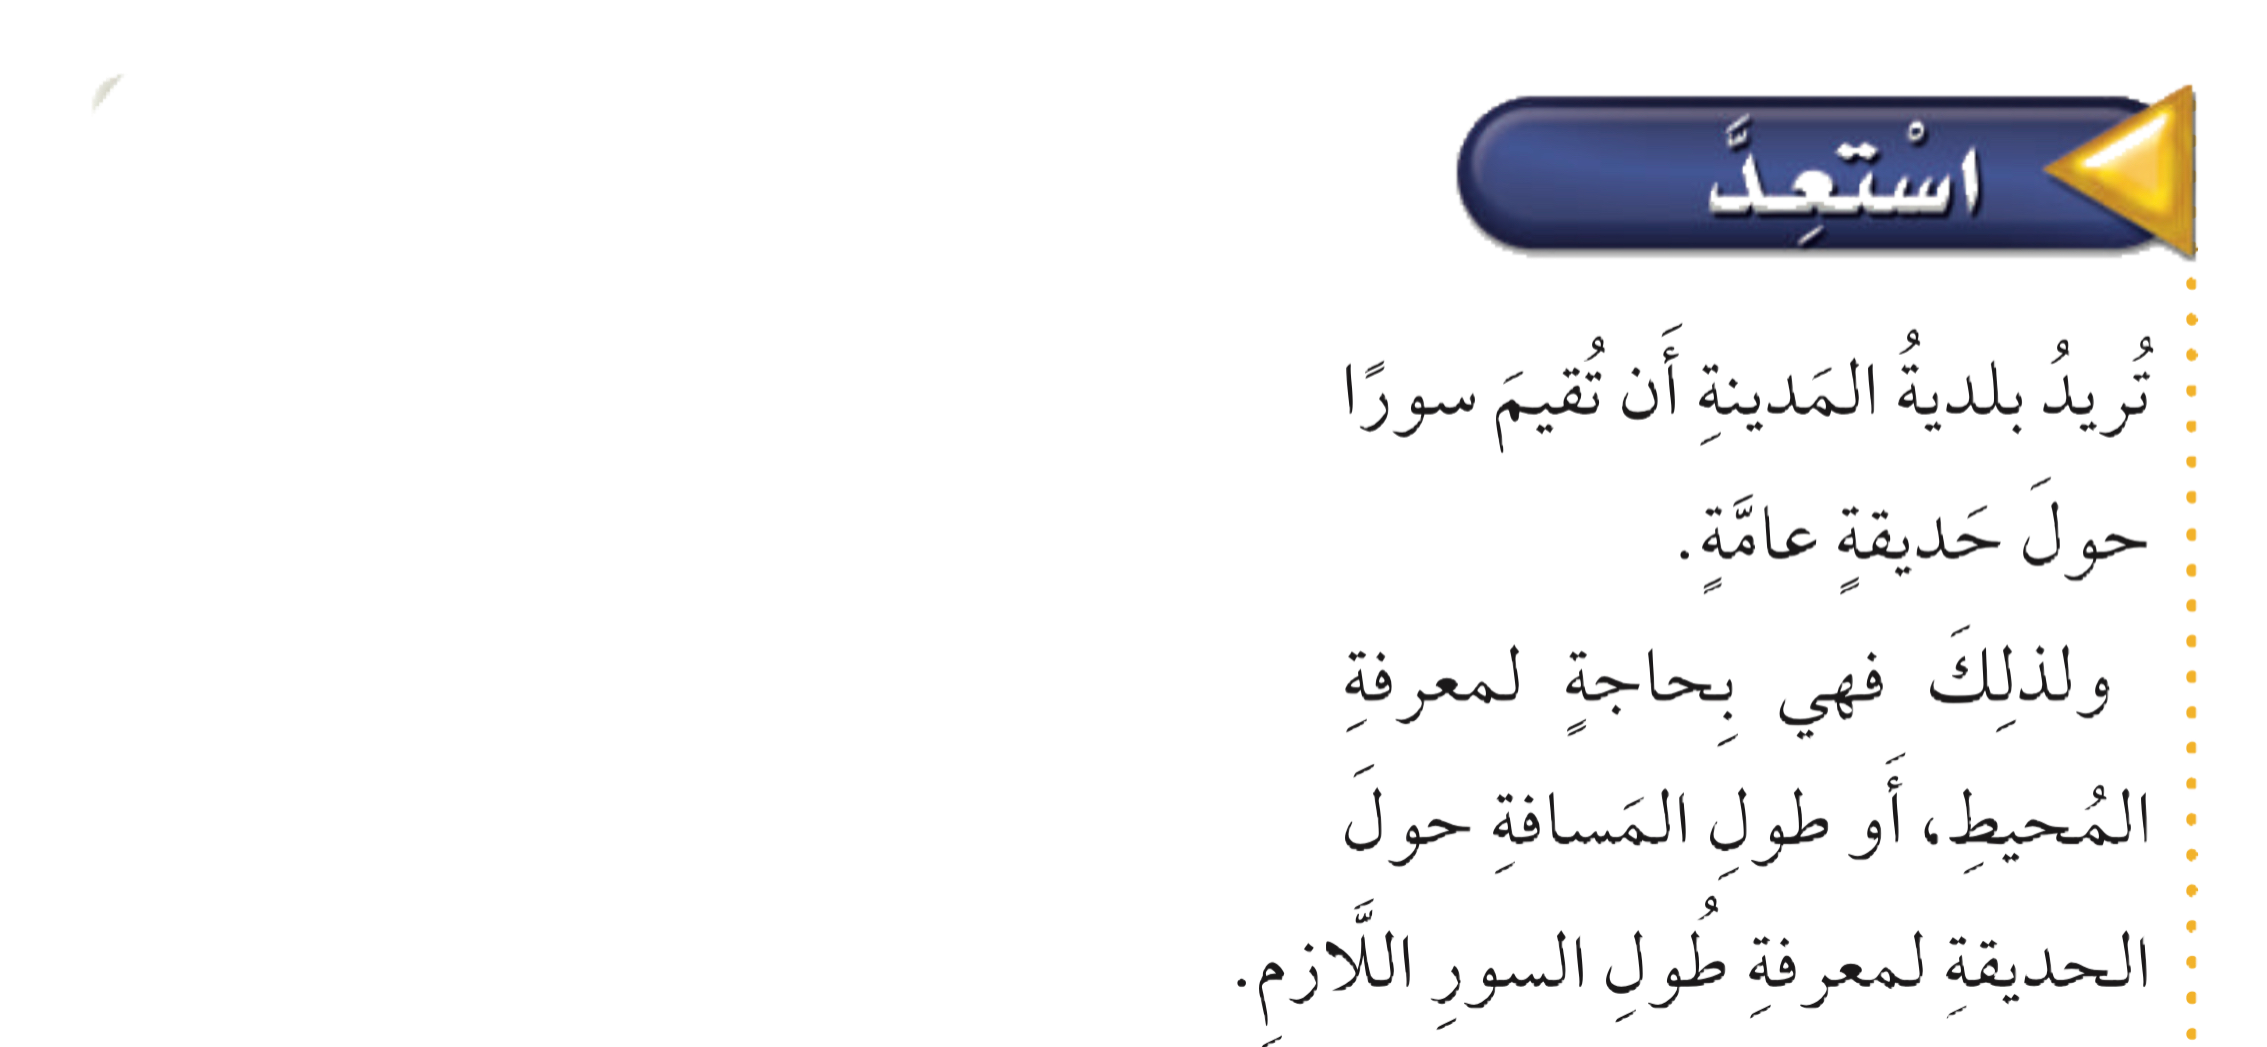 اسْتَعِدَّ
تُريدُ بلديةُ المَدينةِ أَن تُقيمَ سورًا
حولَ حَديقةٍ عامَّةٍ.
ولذلِكَ فهي بِحاجةٍ لمعرفةِ
المُحيطِ، أَو طولِ المَسافةِ حولَ
الحديقةِ لمعرفةِ طُولِ السورِ اللَّازمِ.